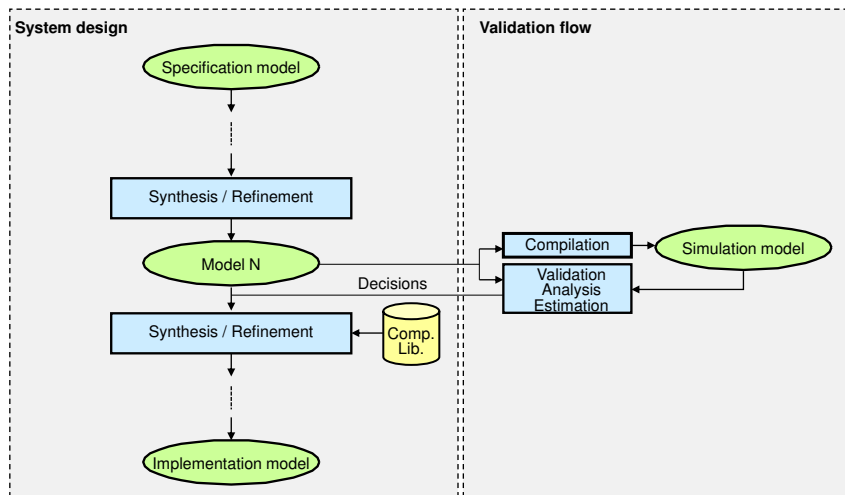 System design
Validation flow
Specification model
Synthesis / Refinement
Compilation
Simulation model
Model N
Validation
Analysis
Estimation
Decisions
Synthesis / Refinement
Comp.
Lib.
Implementation model